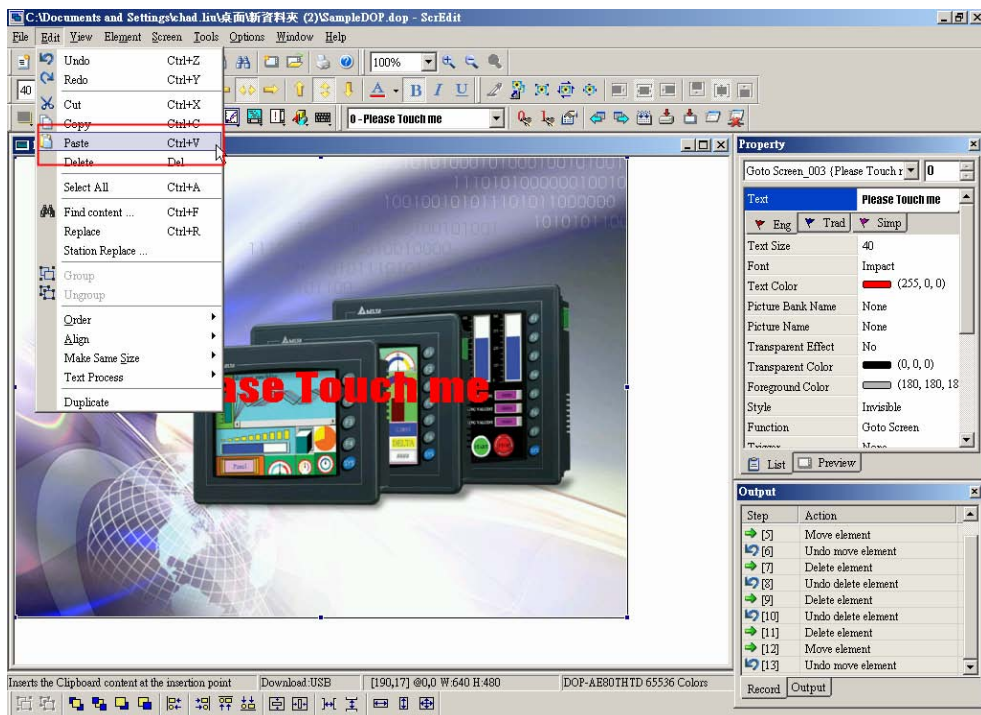 C:\Documents and Settings\chad.liu\桌面\新資料夾 (2)\SampleDOP.dop - ScrEdit
File Edit View Element Screen Tools Options Window Help
100%
40
0 - Please Touch me
Undo Ctrl+Z
Redo Ctrl+Y
Cut Ctrl+X
Copy Ctrl+C
Paste Ctrl+V
Delete Del
Select All Ctrl+A
Find content ... Ctrl+F
Replace Ctrl+R
Station Replace ...
Group
Ungroup
Order
Align
Make Same Size
Text Process
Duplicate
ase Touch me
Property
Goto Screen_003 {Please Touch r 0
Text Please Touch me
Eng Trad Simp
Text Size 40
Font Impact
Text Color (255, 0, 0)
Picture Bank Name None
Picture Name None
Transparent Effect No
Transparent Color (0, 0, 0)
Foreground Color (180, 180, 18
Style Invisible
Function Goto Screen
Trigger None
List Preview
Output
Step Action
[5] Move element
[6] Undo move element
[7] Delete element
[8] Undo delete element
[9] Delete element
[10] Undo delete element
[11] Delete element
[12] Move element
[13] Undo move element
Record Output
Inserts the Clipboard content at the insertion point Download:USB [190,17] @0,0 W:640 H:480 DOP-AE80THTD 65536 Colors